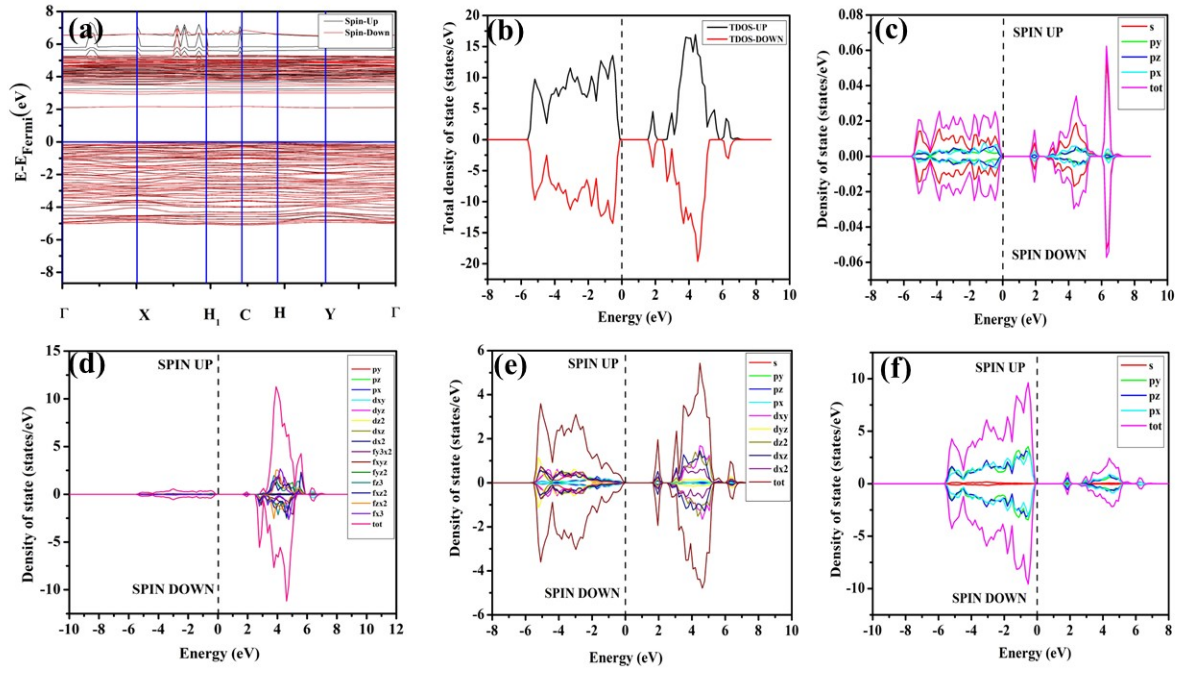 (a)
Spin-Up
Spin-Down
E-E_Fermi(eV)
8
6
4
2
0
-2
-4
-6
-8
Γ X H₁ C H Y Γ
(b)
TDOS-UP
TDOS-DOWN
Total density of state (states/eV)
20
15
10
5
0
-5
-10
-15
-20
-8 -6 -4 -2 0 2 4 6 8 10
Energy (eV)
(c)
SPIN UP
s
py
pz
px
tot
Density of state (states/eV)
0.08
0.06
0.04
0.02
0.00
-0.02
-0.04
-0.06
SPIN DOWN
-8 -6 -4 -2 0 2 4 6 8 10
Energy (eV)
(d)
SPIN UP
py
pz
px
dxy
dyz
dz2
dxz
dx2
fy3x2
fxyz
fyz2
fz3
fxz2
fzx2
fx3
tot
Density of state (states/eV)
15
10
5
0
-5
-10
SPIN DOWN
-10 -8 -6 -4 -2 0 2 4 6 8 10 12
Energy (eV)
(e)
SPIN UP
s
py
pz
px
dxy
dyz
dz2
dxz
dx2
tot
Density of state (states/eV)
6
4
2
0
-2
-4
-6
SPIN DOWN
-8 -6 -4 -2 0 2 4 6 8 10
Energy (eV)
(f)
SPIN UP
s
py
pz
px
tot
Density of state (states/eV)
10
5
0
-5
-10
SPIN DOWN
-10 -8 -6 -4 -2 0 2 4 6 8
Energy (eV)